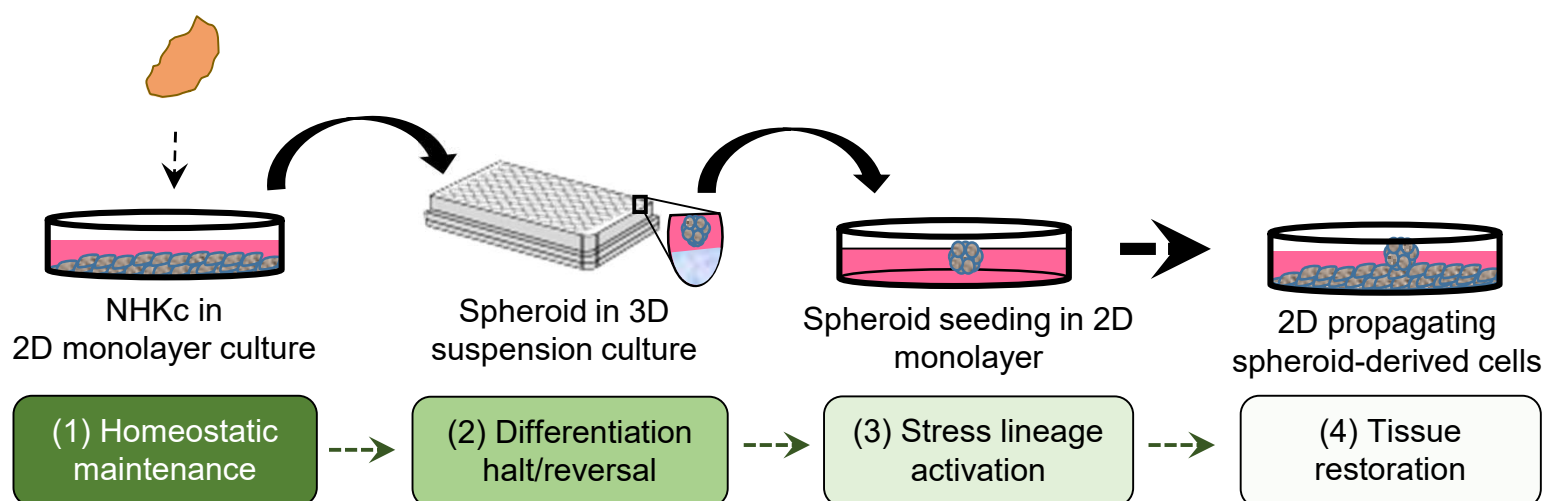 NHKc in
2D monolayer culture
Spheroid in 3D
suspension culture
Spheroid seeding in 2D
monolayer
2D propagating
spheroid-derived cells
(1) Homeostatic
maintenance
(2) Differentiation
halt/reversal
(3) Stress lineage
activation
(4) Tissue
restoration